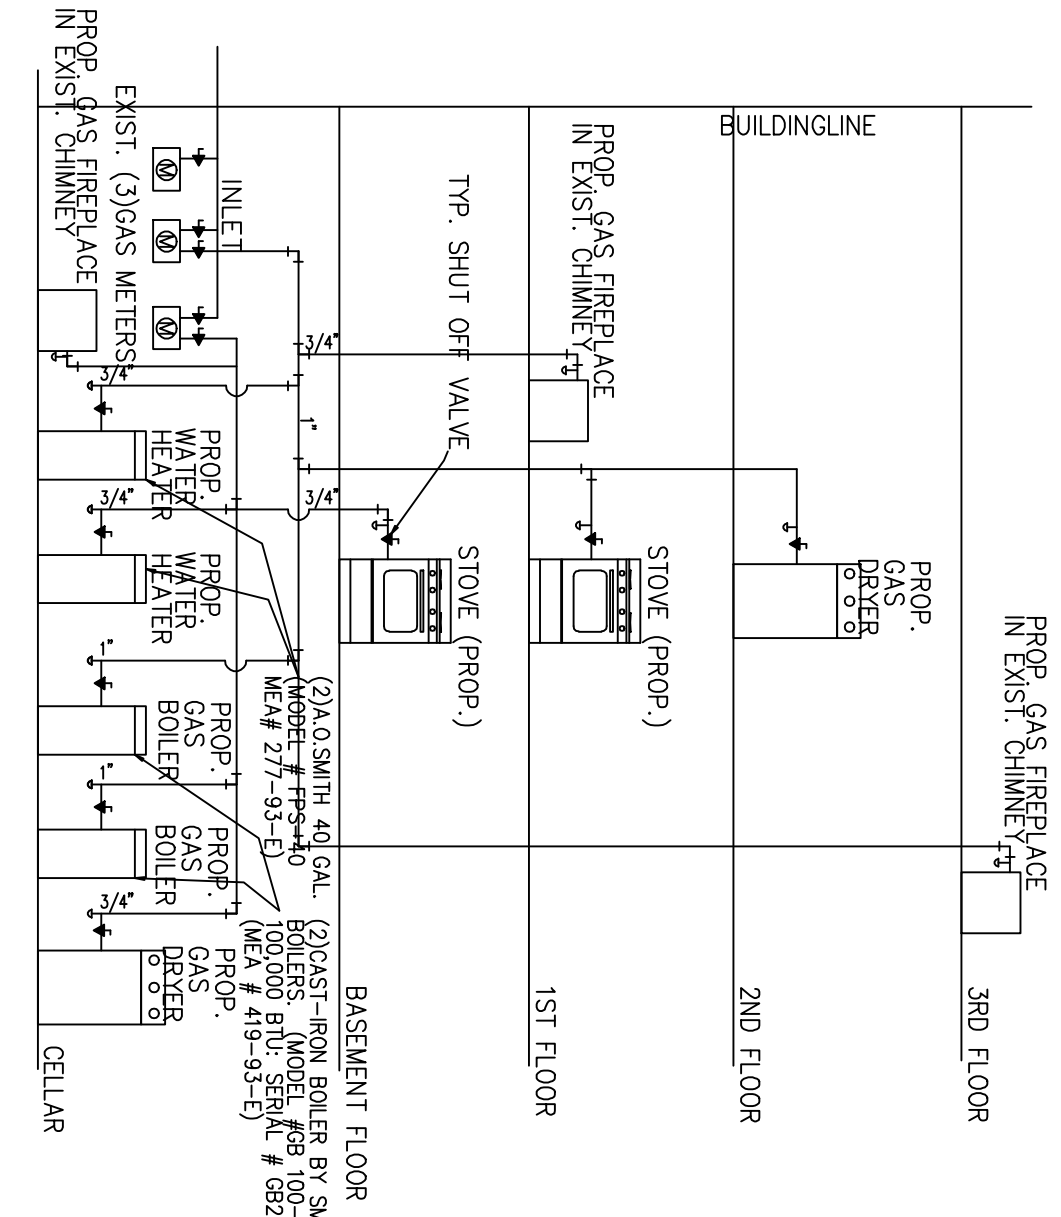 PROP. GAS FIREPLACE
IN EXIST. CHIMNEY
3RD FLOOR
BUILDINGLINE
PROP.
GAS
DRYER
2ND FLOOR
PROP. GAS FIREPLACE
IN EXIST. CHIMNEY
STOVE (PROP.)
1ST FLOOR
TYP. SHUT OFF VALVE
STOVE (PROP.)
BASEMENT FLOOR
3/4"
1"
3/4"
(2)A.O.SMITH 40 GAL.
(MODEL # FPS-40
MEA# 277-93-E)
(2)CAST-IRON BOILER BY SM
BOILERS. (MODEL #GB 100-
100,000 BTU: SERIAL # GB2
(MEA # 419-93-E)
INLET
M
M
M
EXIST. (3)GAS METERS
PROP. GAS FIREPLACE
IN EXIST. CHIMNEY
3/4"
PROP.
WATER
HEATER
3/4"
PROP.
WATER
HEATER
1"
PROP.
GAS
BOILER
1"
PROP.
GAS
BOILER
3/4"
PROP.
GAS
DRYER
CELLAR